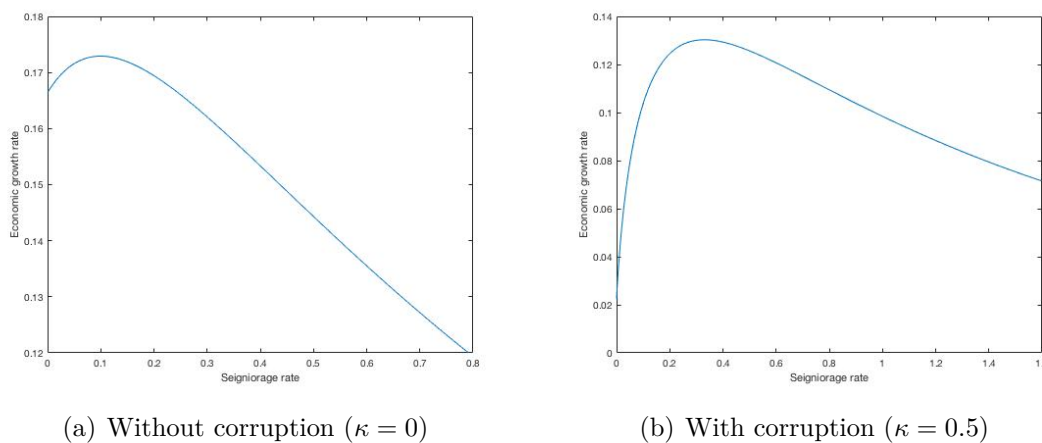 0.18
0.17
0.16
0.15
0.14
0.13
0.12
Economic growth rate
0 0.1 0.2 0.3 0.4 0.5 0.6 0.7 0.8
Seigniorage rate
(a) Without corruption (κ = 0)
0.14
0.12
0.1
0.08
0.06
0.04
0.02
0
Economic growth rate
0 0.2 0.4 0.6 0.8 1 1.2 1.4 1.
Seigniorage rate
(b) With corruption (κ = 0.5)